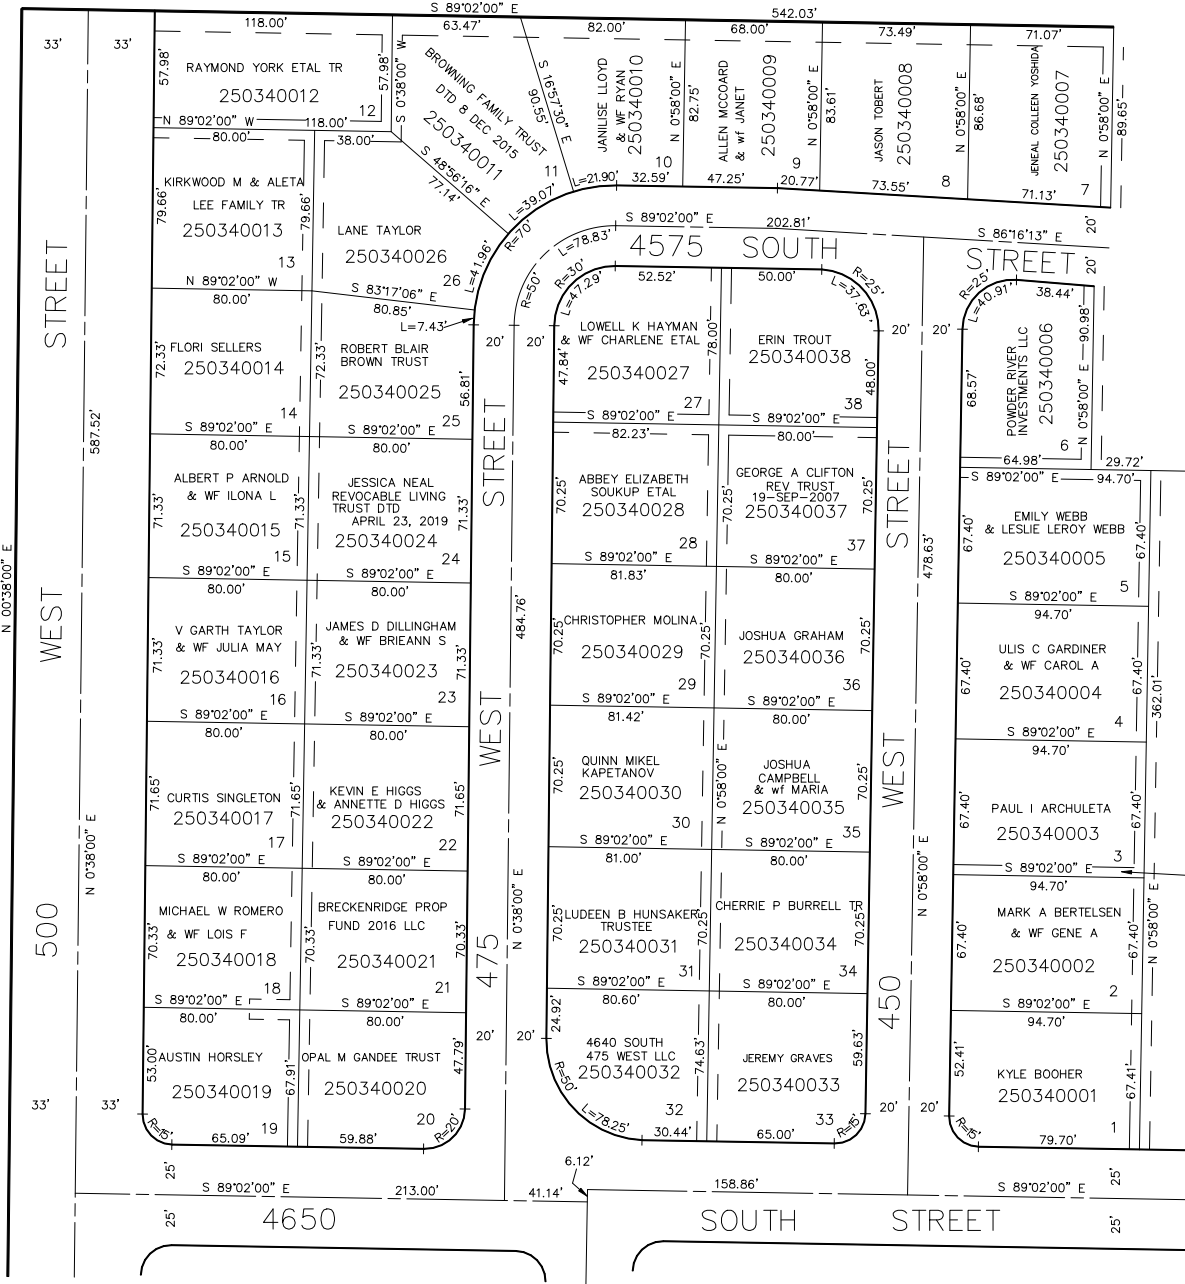 S 89°02'00" E
542.03'
33'
33'
118.00'
63.47'
82.00'
68.00'
73.49'
71.07'
57.98'
RAYMOND YORK ETAL TR
250340012
12
57.98'
S 0°38'00" W
N 89°02'00" W
118.00'
BROWNING FAMILY TRUST
DTD 8 DEC 2015
250340011
11
S 16°57'30" E
90.55'
S 48°56'16" E
77.14'
L=39.07'
JANILISE LLOYD
& WF RYAN
250340010
10
N 0°58'00" E
82.75'
L=21.90'
32.59'
ALLEN MCCOARD
& wf JANET
250340009
9
N 0°58'00" E
83.61'
47.25'
20.77'
JASON TOBERT
250340008
8
N 0°58'00" E
86.68'
73.55'
JENEAL COLLEEN YOSHIDA
250340007
7
N 0°58'00" E
89.65'
71.13'
80.00'
38.00'
79.66'
KIRKWOOD M & ALETA
LEE FAMILY TR
250340013
13
79.66'
N 89°02'00" W
80.00'
LANE TAYLOR
250340026
26
S 83°17'06" E
80.85'
L=41.96'
R=70'
L=7.43'
S 89°02'00" E
202.81'
S 86°16'13" E
20'
20'
4575 SOUTH STREET
L=78.83'
R=50'
R=30'
L=47.29'
52.52'
50.00'
R=25'
L=37.63'
R=25'
L=40.91'
38.44'
72.33'
FLORI SELLERS
250340014
14
72.33'
S 89°02'00" E
80.00'
ROBERT BLAIR
BROWN TRUST
250340025
25
56.81'
S 89°02'00" E
80.00'
20'
20'
47.84'
LOWELL K HAYMAN
& WF CHARLENE ETAL
250340027
27
78.00'
S 89°02'00" E
82.23'
ERIN TROUT
250340038
38
48.00'
S 89°02'00" E
80.00'
20'
20'
68.57'
POWDER RIVER
INVESTMENTS LLC
250340006
6
N 0°58'00" E
90.98'
64.98'
29.72'
S 89°02'00" E
94.70'
71.33'
ALBERT P ARNOLD
& WF ILONA L
250340015
15
71.33'
S 89°02'00" E
80.00'
JESSICA NEAL
REVOCABLE LIVING
TRUST DTD
APRIL 23, 2019
250340024
24
71.33'
S 89°02'00" E
80.00'
70.25'
ABBEY ELIZABETH
SOUKUP ETAL
250340028
28
70.25'
S 89°02'00" E
81.83'
GEORGE A CLIFTON
REV TRUST
19-SEP-2007
250340037
37
70.25'
S 89°02'00" E
80.00'
67.40'
EMILY WEBB
& LESLIE LEROY WEBB
250340005
5
67.40'
S 89°02'00" E
94.70'
71.33'
V GARTH TAYLOR
& WF JULIA MAY
250340016
16
71.33'
S 89°02'00" E
80.00'
JAMES D DILLINGHAM
& WF BRIEANN S
250340023
23
71.33'
S 89°02'00" E
80.00'
70.25'
CHRISTOPHER MOLINA
250340029
29
70.25'
S 89°02'00" E
81.42'
JOSHUA GRAHAM
250340036
36
70.25'
80.00'
67.40'
ULIS C GARDINER
& WF CAROL A
250340004
4
67.40'
S 89°02'00" E
94.70'
362.01'
71.65'
CURTIS SINGLETON
250340017
17
71.65'
S 89°02'00" E
80.00'
KEVIN E HIGGS
& ANNETTE D HIGGS
250340022
22
71.65'
S 89°02'00" E
80.00'
70.25'
QUINN MIKEL
KAPETANOV
250340030
30
N 0°58'00" E
81.00'
JOSHUA
CAMPBELL
& wf MARIA
250340035
35
70.25'
80.00'
67.40'
PAUL I ARCHULETA
250340003
3
67.40'
S 89°02'00" E
94.70'
70.33'
MICHAEL W ROMERO
& WF LOIS F
250340018
18
70.33'
S 89°02'00" E
80.00'
BRECKENRIDGE PROP
FUND 2016 LLC
250340021
21
70.33'
S 89°02'00" E
80.00'
70.25'
LUDEEN B HUNSAKER
TRUSTEE
250340031
31
70.25'
S 89°02'00" E
80.60'
CHERRIE P BURRELL TR
250340034
34
70.25'
S 89°02'00" E
80.00'
67.40'
MARK A BERTELSEN
& WF GENE A
250340002
2
67.40'
S 89°02'00" E
94.70'
N 0°58'00" E
53.00'
AUSTIN HORSLEY
250340019
19
67.91'
R=15'
65.09'
OPAL M GANDEE TRUST
250340020
20
47.79'
59.88'
R=20'
20'
20'
24.92'
4640 SOUTH
475 WEST LLC
250340032
32
74.63'
R=50'
L=78.25'
30.44'
JEREMY GRAVES
250340033
33
59.63'
65.00'
R=15'
20'
20'
52.41'
KYLE BOOHER
250340001
1
67.41'
R=15'
79.70'
N 00°38'00" E
587.52'
N 0°38'00" E
500 WEST STREET
33'
33'
484.76'
N 0°38'00" E
475 WEST STREET
478.63'
N 0°58'00" E
450 WEST STREET
25'
25'
S 89°02'00" E
213.00'
41.14'
6.12'
158.86'
S 89°02'00" E
25'
25'
4650 SOUTH STREET